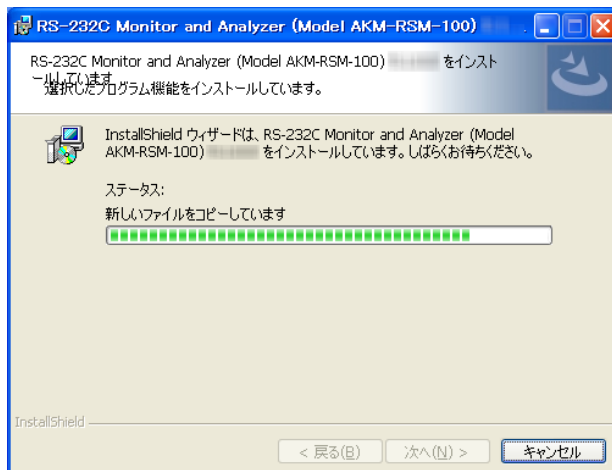 RS-232C Monitor and Analyzer (Model AKM-RSM-100)
RS-232C Monitor and Analyzer (Model AKM-RSM-100) をインスト
ールしています
選択したプログラム機能をインストールしています。
InstallShield ウィザードは、RS-232C Monitor and Analyzer (Model
AKM-RSM-100) をインストールしています。しばらくお待ちください。
ステータス:
新しいファイルをコピーしています
InstallShield
< 戻る(B) 次へ(N) > キャンセル